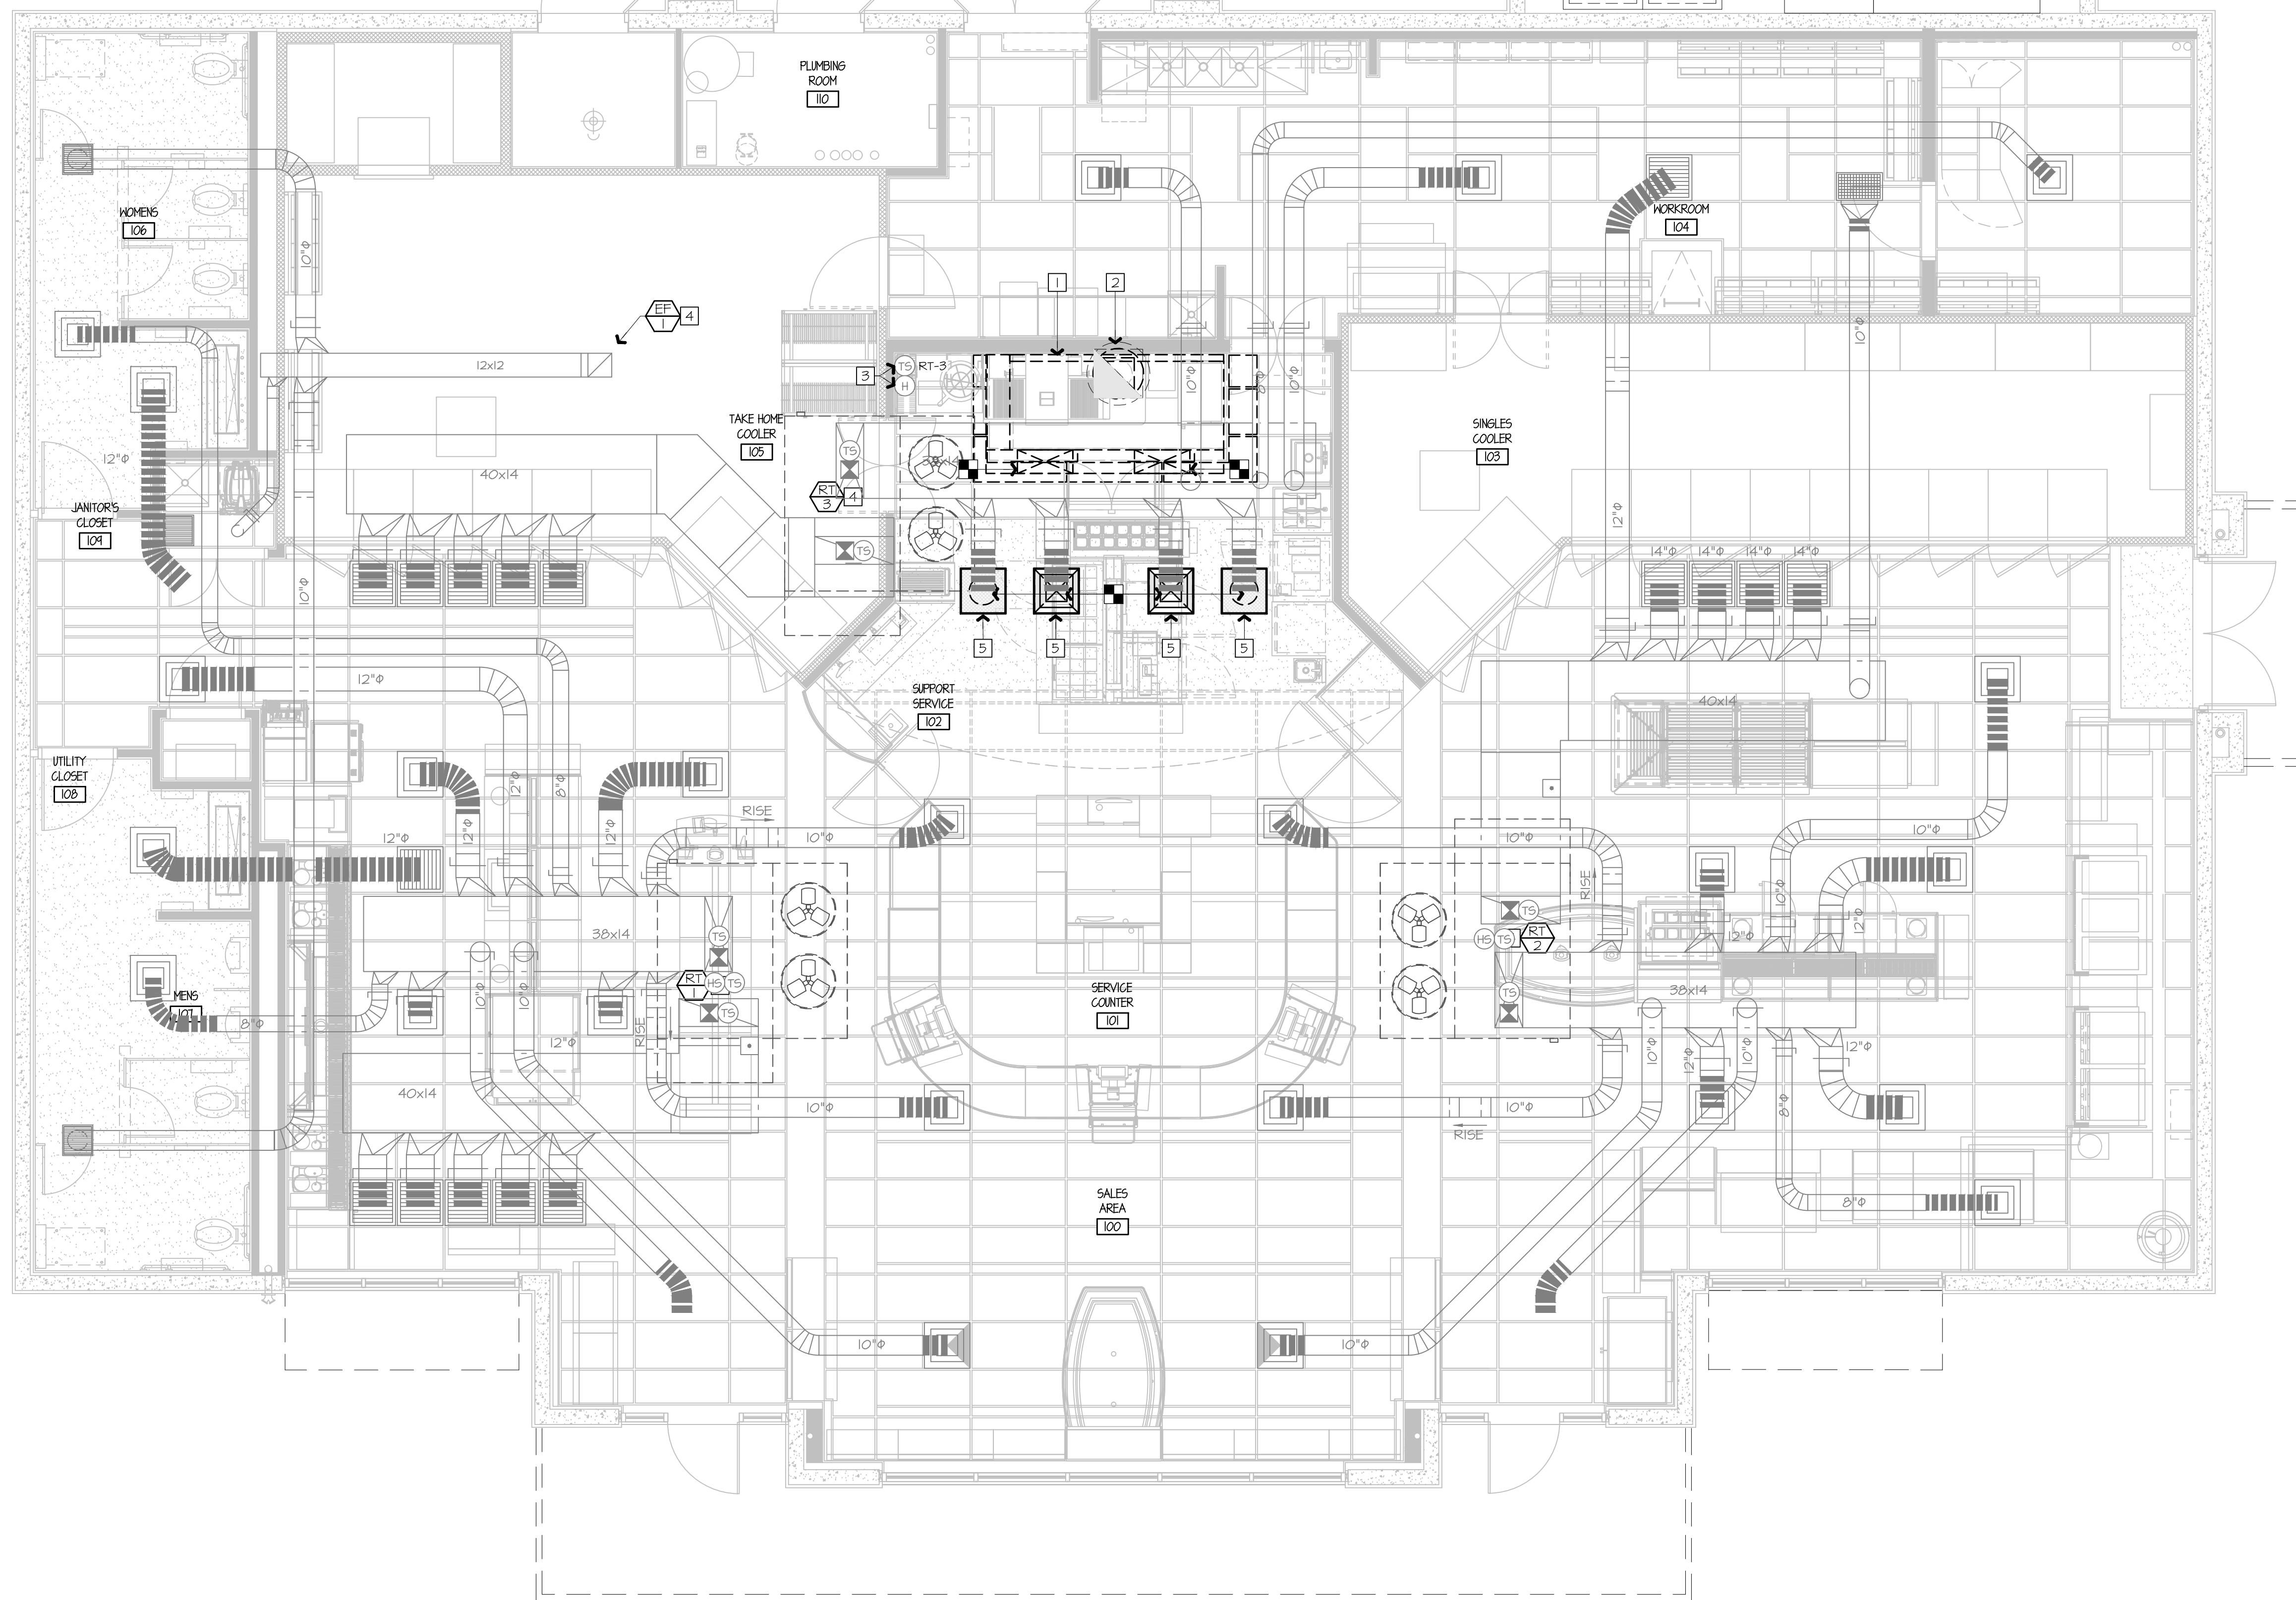 PLUMBING
ROOM
110
WOMENS
106
WORKROOM
104
10"Φ
1
2
EF
1
4
10"Φ
12x12
3
TS
RT-3
H
10"Φ
10"Φ
TAKE HOME
COOLER
105
SINGLES
COOLER
103
TS
12"Φ
40x14
RT
3
4
JANITOR'S
CLOSET
109
12"Φ
TS
14"Φ
14"Φ
14"Φ
14"Φ
10"Φ
5
5
5
5
12"Φ
SUPPORT
SERVICE
102
40x14
UTILITY
CLOSET
108
12"Φ
8"Φ
RISE
12"Φ
12"Φ
12"Φ
10"Φ
10"Φ
10"Φ
RISE
10"Φ
12"Φ
38x14
TS
TS
HS
TS
RT
2
12"Φ
RT
1
HS
TS
TS
TS
MENS
107
8"Φ
10"Φ
10"Φ
SERVICE
COUNTER
101
38x14
RISE
12"Φ
10"Φ
12"Φ
10"Φ
12"Φ
40x14
10"Φ
10"Φ
8"Φ
RISE
SALES
AREA
100
8"Φ
10"Φ
10"Φ